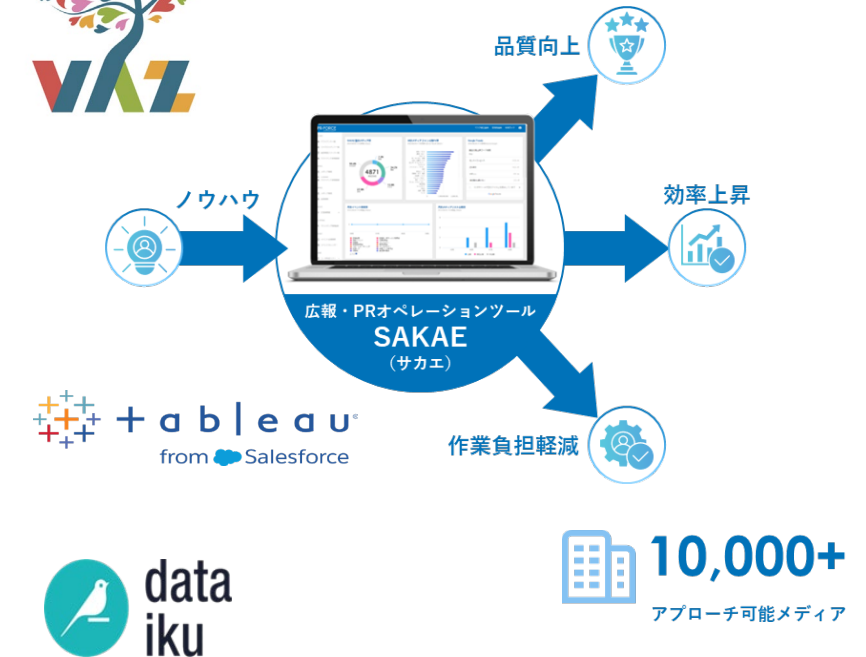 品質向上
VAZ
ノウハウ
効率上昇
4871
広報・PRオペレーションツール
SAKAE
(サカエ)
+ableau
from Salesforce
作業負担軽減
10,000+
アプローチ可能メディア
data
iku